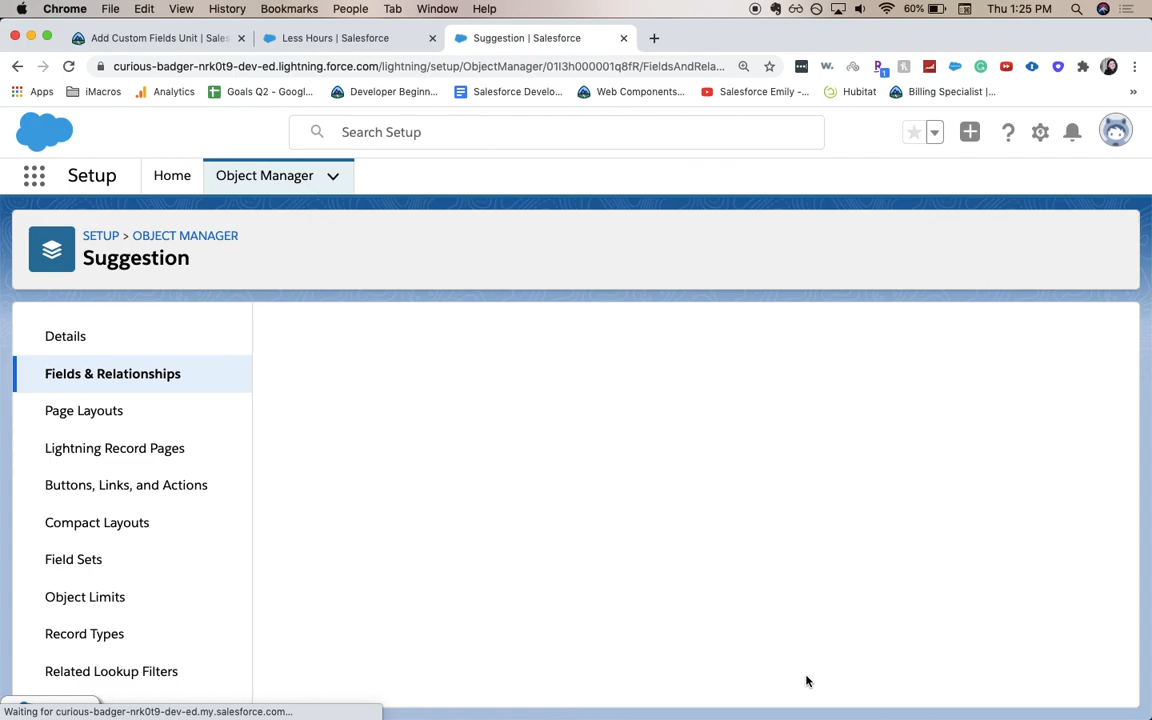 Chrome File Edit View History Bookmarks People Tab Window Help 60% Thu 1:25 PM
Add Custom Fields Unit | Sales Less Hours | Salesforce Suggestion | Salesforce
curious-badger-nrk0t9-dev-ed.lightning.force.com/lightning/setup/ObjectManager/01I3h000001q8fR/FieldsAndRela...
Apps iMacros Analytics Goals Q2 - Googl... Developer Beginn... Salesforce Develo... Web Components... Salesforce Emily -... Hubitat Billing Specialist |... »
Search Setup
Setup Home Object Manager
SETUP > OBJECT MANAGER
Suggestion
Details
Fields & Relationships
Page Layouts
Lightning Record Pages
Buttons, Links, and Actions
Compact Layouts
Field Sets
Object Limits
Record Types
Related Lookup Filters
Waiting for curious-badger-nrk0t9-dev-ed.my.salesforce.com...